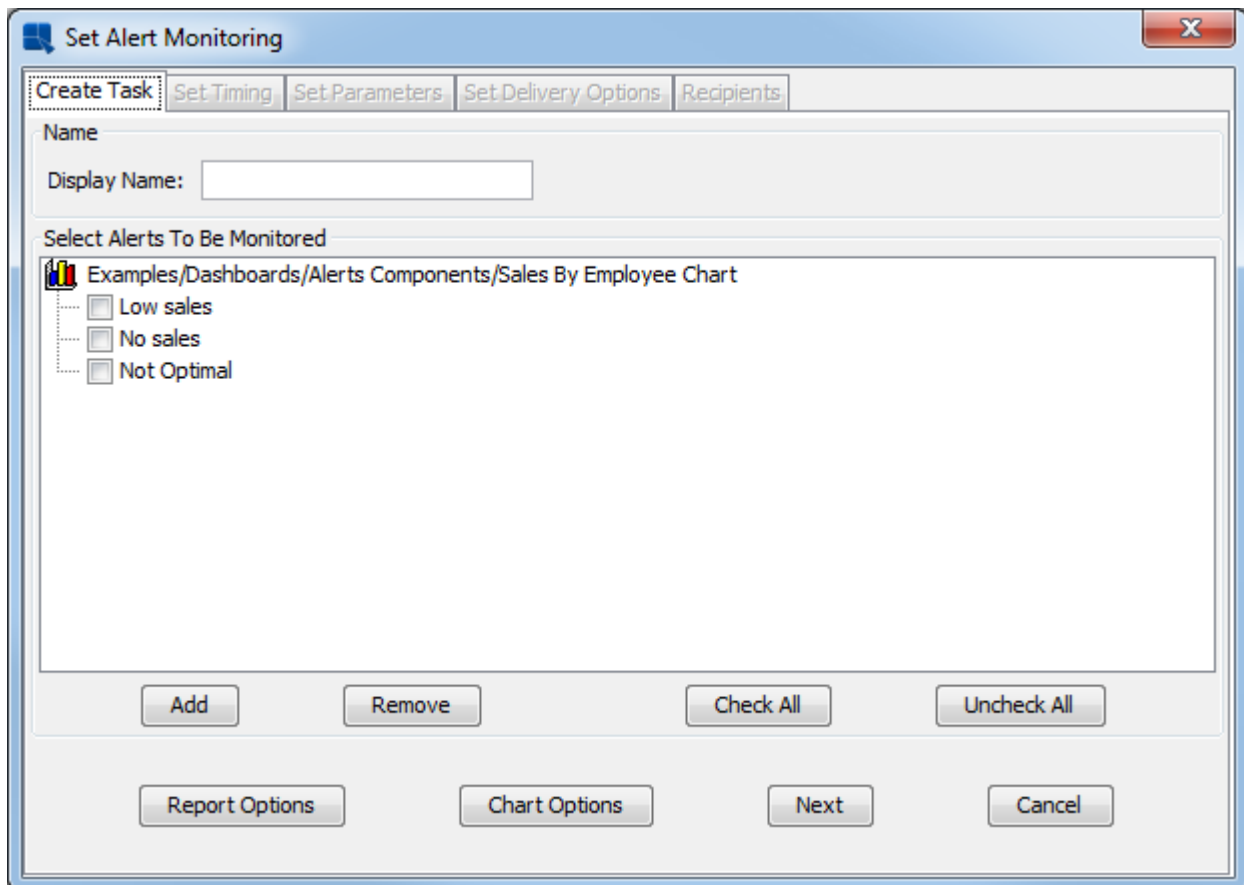 Set Alert Monitoring
Create Task Set Timing Set Parameters Set Delivery Options Recipients
Name
Display Name:
Select Alerts To Be Monitored
Examples/Dashboards/Alerts Components/Sales By Employee Chart
Low sales
No sales
Not Optimal
Add Remove Check All Uncheck All
Report Options Chart Options Next Cancel